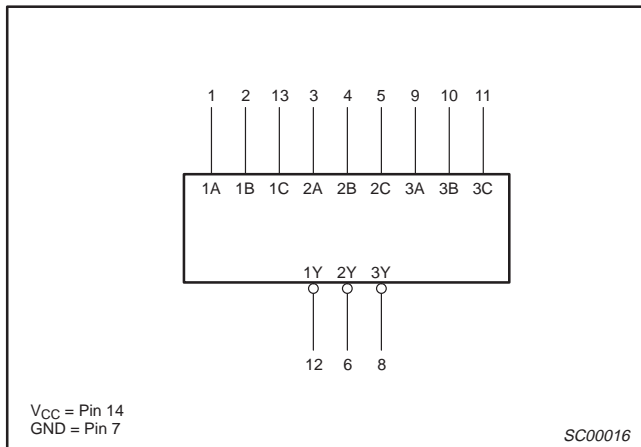 1 2 13 3 4 5 9 10 11
1A 1B 1C 2A 2B 2C 3A 3B 3C
1Y 2Y 3Y
12 6 8
VCC = Pin 14
GND = Pin 7
SC00016